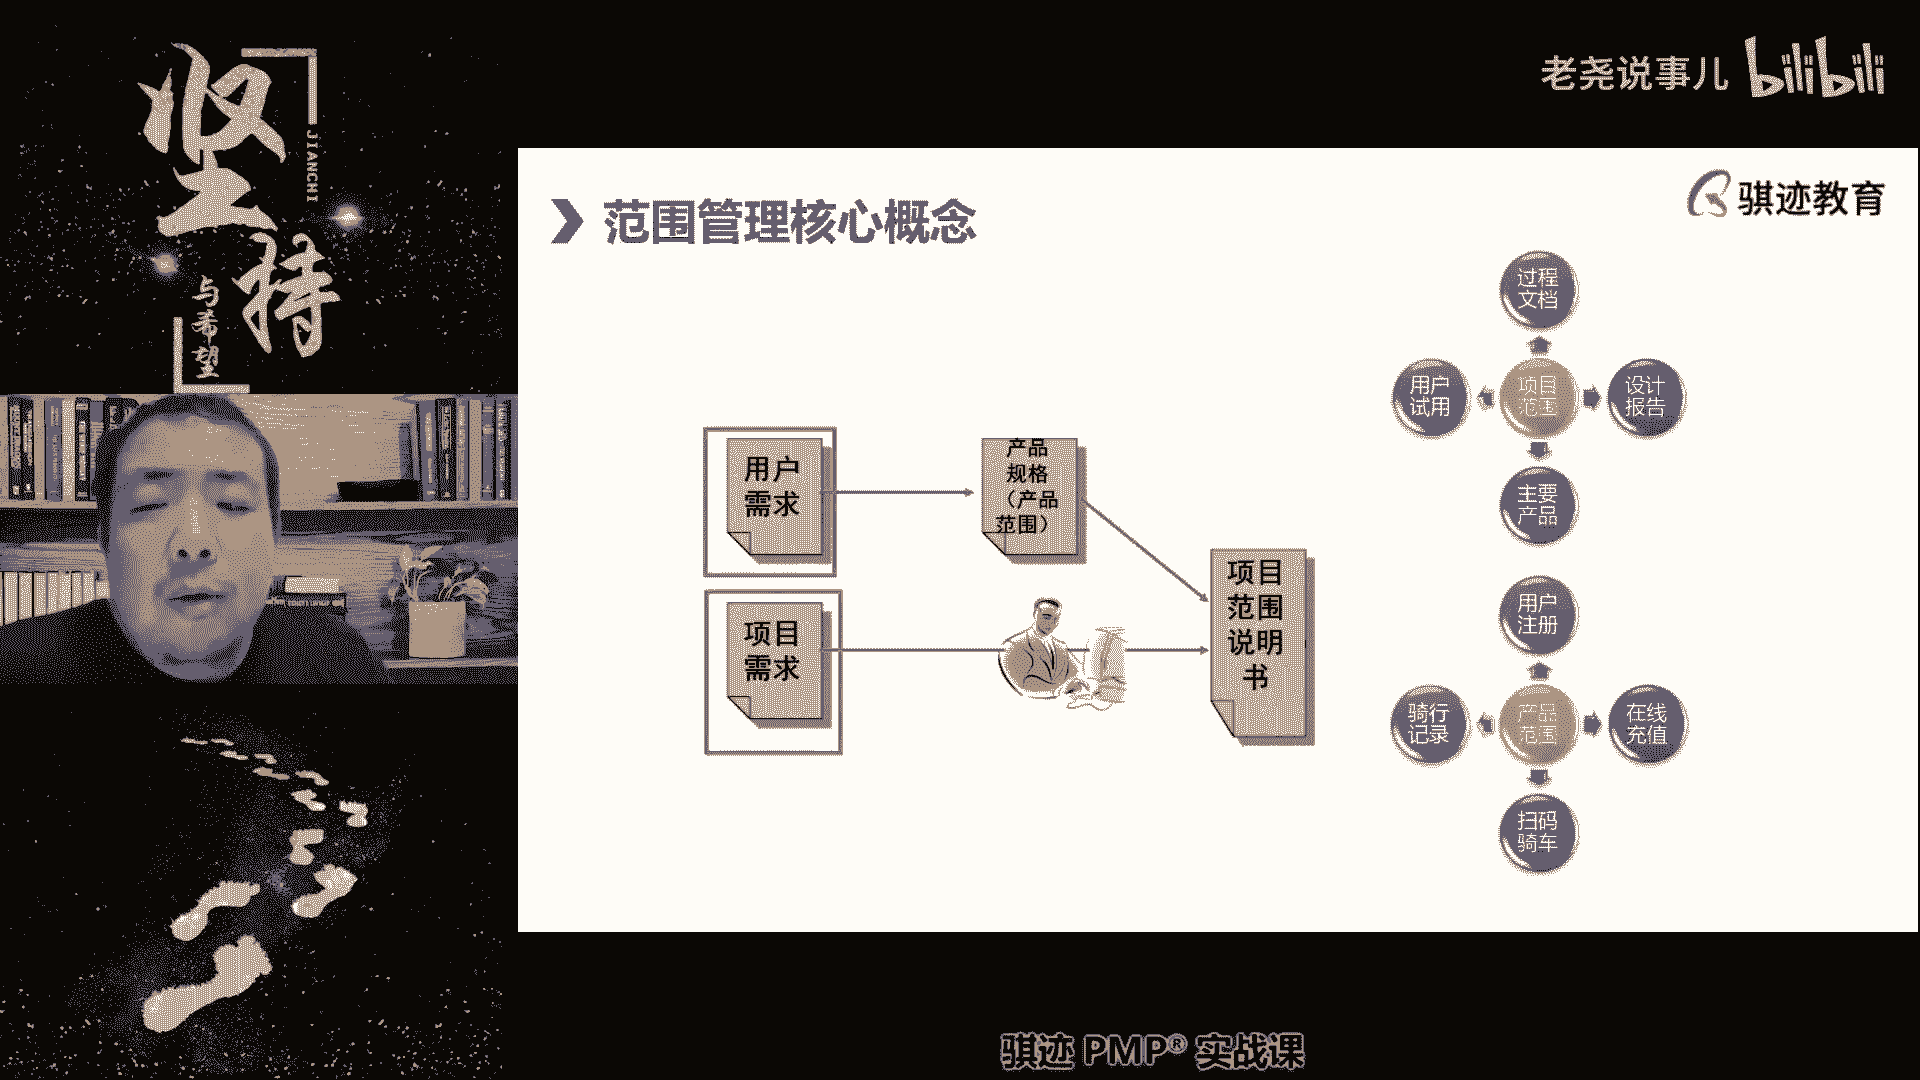 坚
持
JIANCHI
与
希
望
老尧说事儿 bilibili
骐迹教育
范围管理核心概念
用户
需求
产品
规格
（产品
范围）
项目
需求
项目
范围
说明
书
过程
文档
用户
试用
项目
范围
设计
报告
主要
产品
用户
注册
骑行
记录
产品
范围
在线
充值
扫码
骑车
骐迹 PMP® 实战课